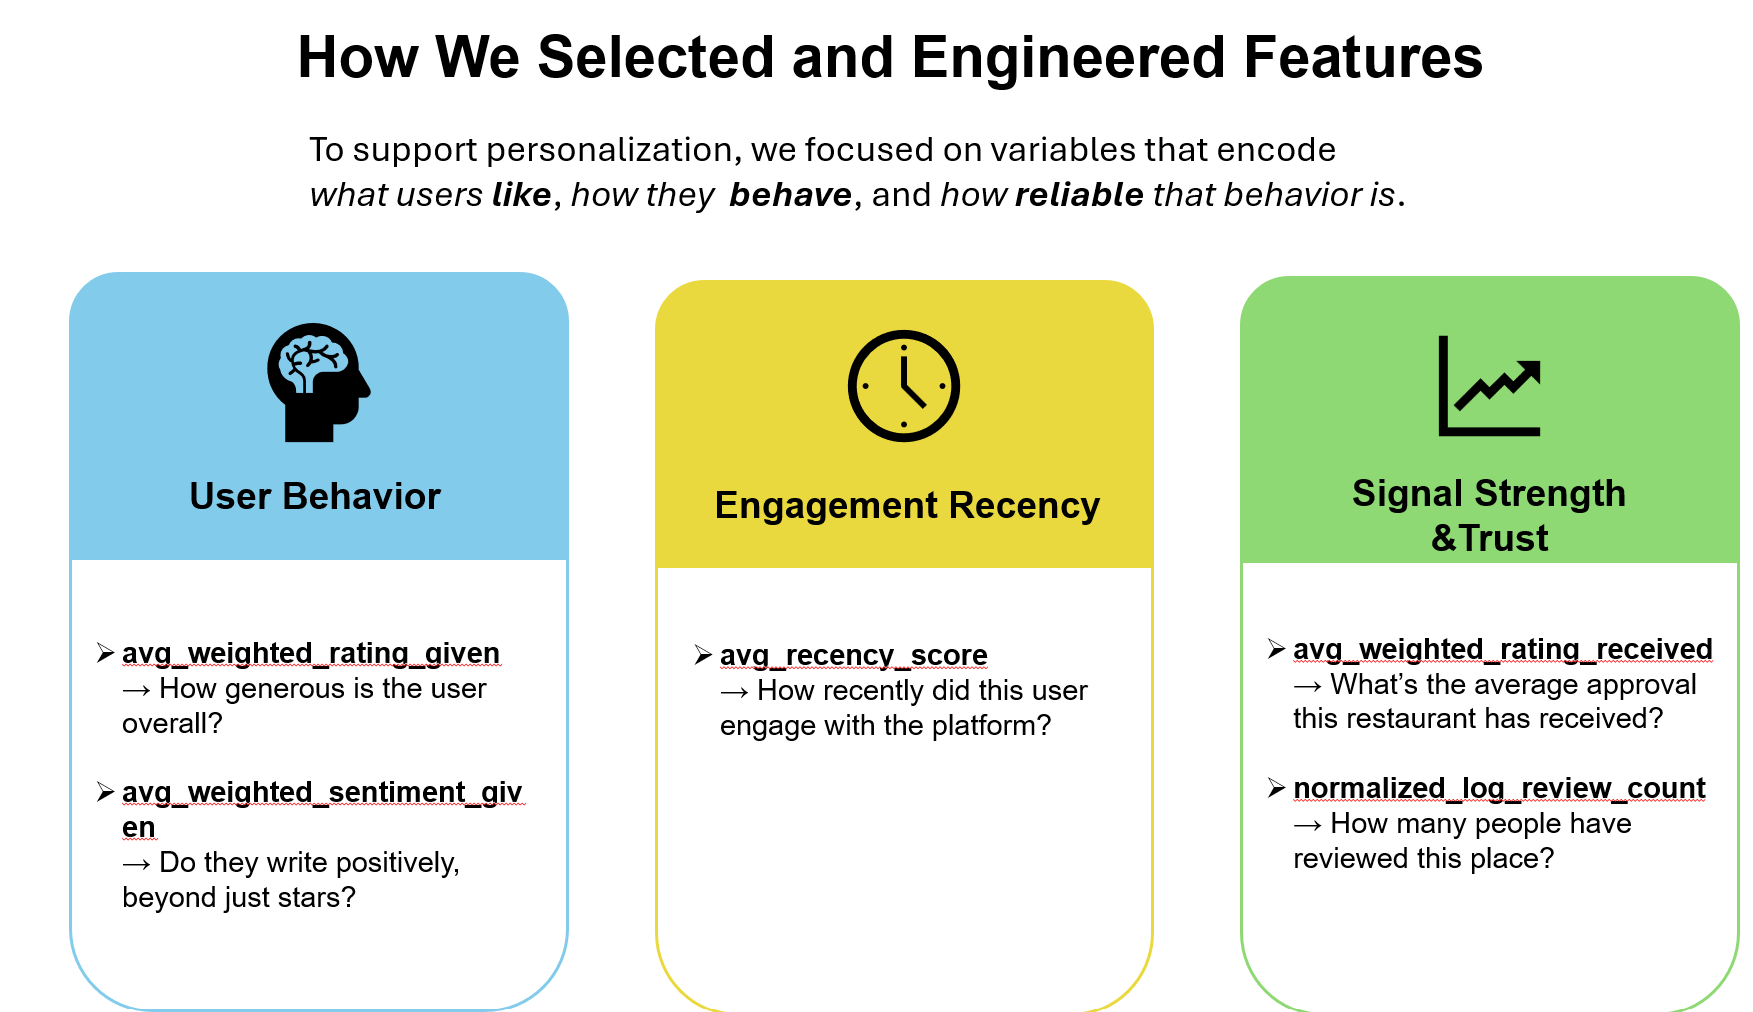 How We Selected and Engineered Features
To support personalization, we focused on variables that encode
what users like, how they behave, and how reliable that behavior is.
User Behavior
➢ avg_weighted_rating_given
→ How generous is the user
overall?
➢ avg_weighted_sentiment_giv
en
→ Do they write positively,
beyond just stars?
Engagement Recency
➢ avg_recency_score
→ How recently did this user
engage with the platform?
Signal Strength
&Trust
➢ avg_weighted_rating_received
→ What’s the average approval
this restaurant has received?
➢ normalized_log_review_count
→ How many people have
reviewed this place?